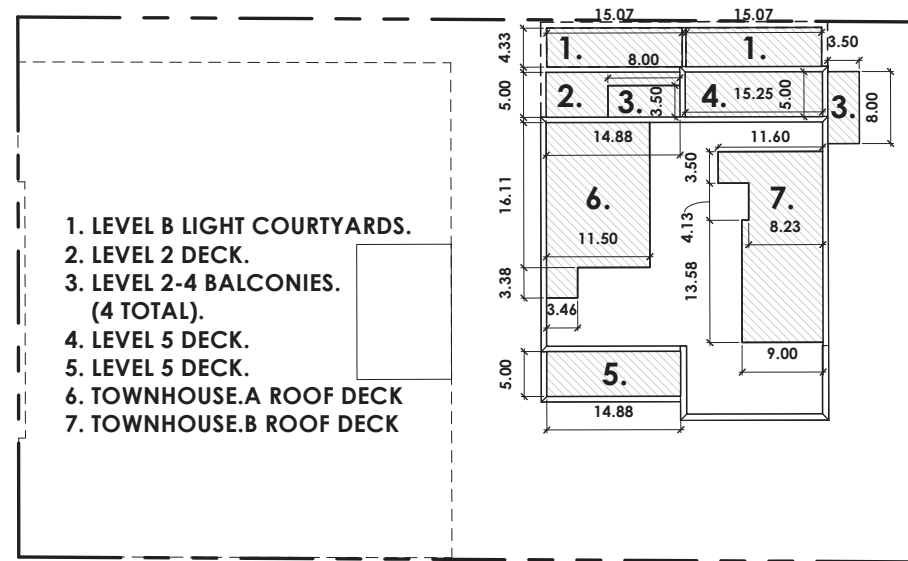 15.07 15.07
4.33 1. 8.00 1. 3.50
5.00 2. 3. 3.50 4. 15.25 5.00 3. 8.00
14.88 11.60
16.11 6. 3.50 7.
11.50 4.13 8.23
3.38 3.46 13.58
9.00
5.00 5.
14.88
1. LEVEL B LIGHT COURTYARDS.
2. LEVEL 2 DECK.
3. LEVEL 2-4 BALCONIES.
(4 TOTAL).
4. LEVEL 5 DECK.
5. LEVEL 5 DECK.
6. TOWNHOUSE.A ROOF DECK
7. TOWNHOUSE.B ROOF DECK